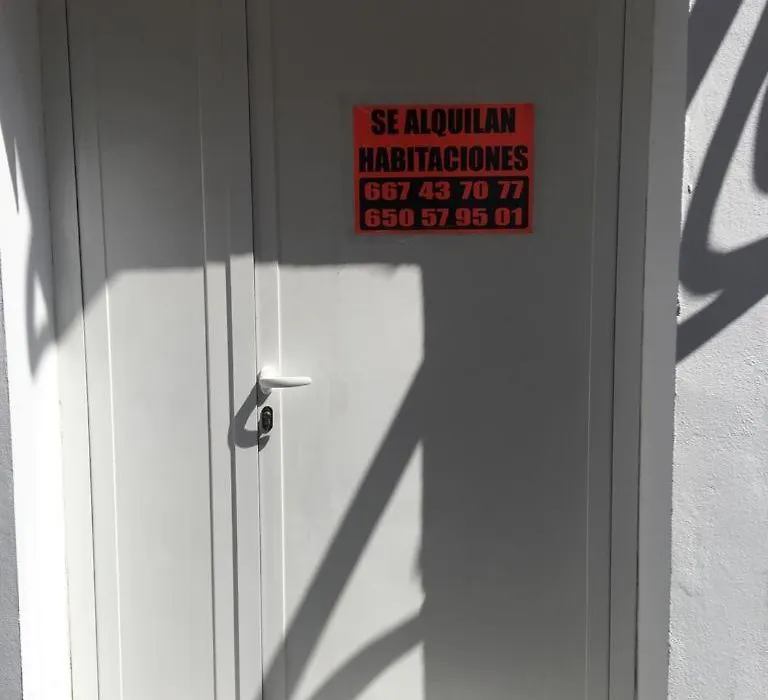 SE ALQUILAN
HABITACIONES
667 43 70 77
650 57 95 01